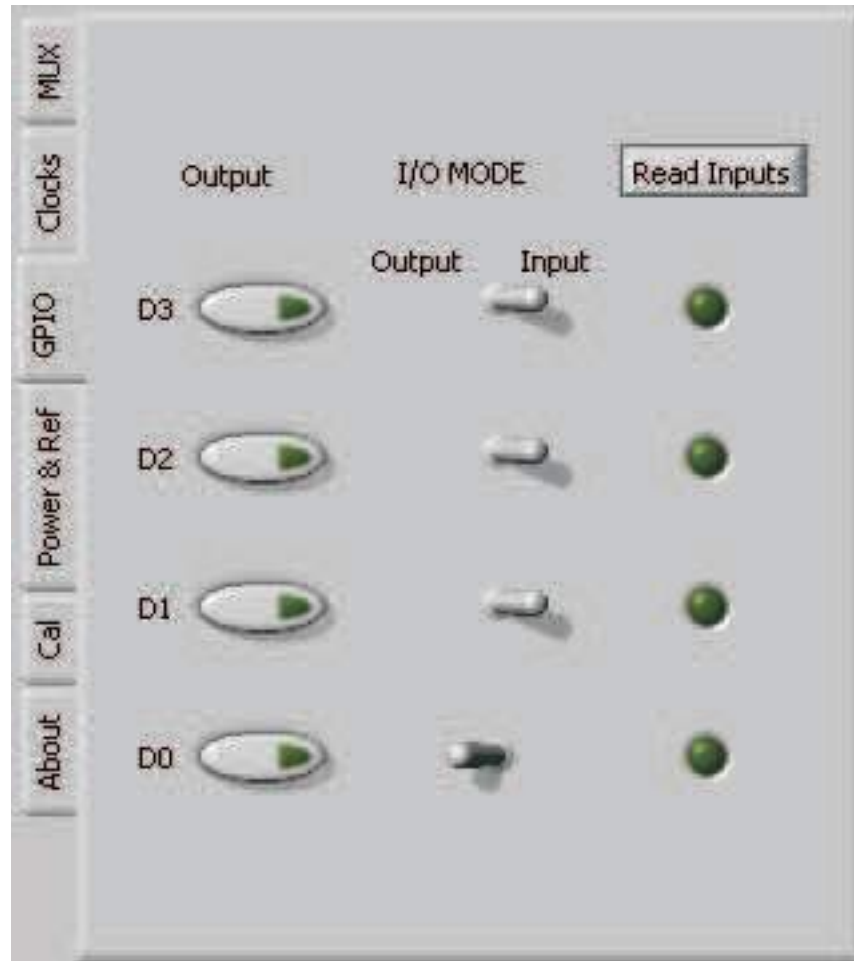 MUX
Clocks
GPIO
Power & Ref
Cal
About
Output
I/O MODE
Read Inputs
Output
Input
D3
D2
D1
D0